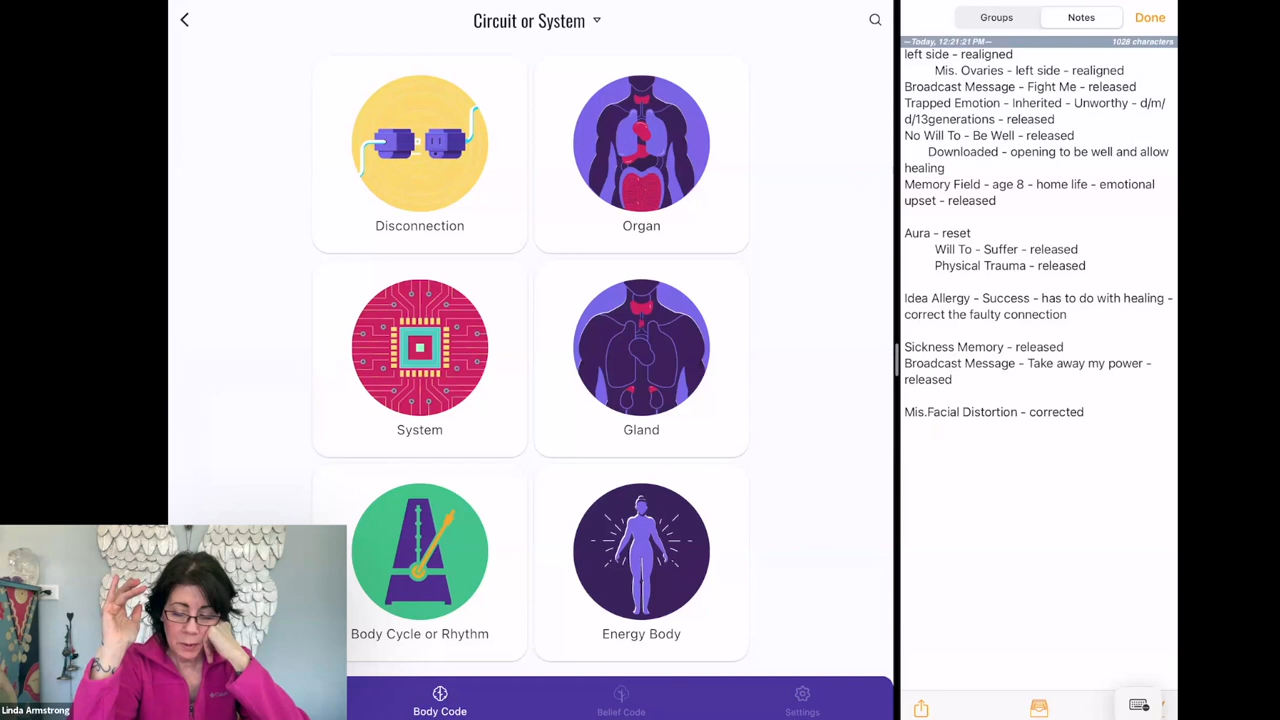 Circuit or System
Disconnection
Organ
System
Gland
Body Cycle or Rhythm
Energy Body
Body Code
Belief Code
Settings
Linda Armstrong
Groups
Notes
Done
—Today, 12:21:21 PM—
1028 characters
left side - realigned
Mis. Ovaries - left side - realigned
Broadcast Message - Fight Me - released
Trapped Emotion - Inherited - Unworthy - d/m/
d/13generations - released
No Will To - Be Well - released
Downloaded - opening to be well and allow
healing
Memory Field - age 8 - home life - emotional
upset - released
Aura - reset
Will To - Suffer - released
Physical Trauma - released
Idea Allergy - Success - has to do with healing -
correct the faulty connection
Sickness Memory - released
Broadcast Message - Take away my power -
released
Mis.Facial Distortion - corrected